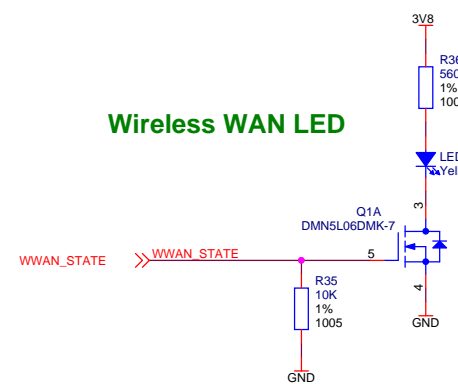 3V8
R36
560
1%
100
Wireless WAN LED
LED
Yel
3
Q1A
DMN5L06DMK-7
WWAN_STATE
WWAN_STATE
5
4
R35
10K
1%
1005
GND
GND